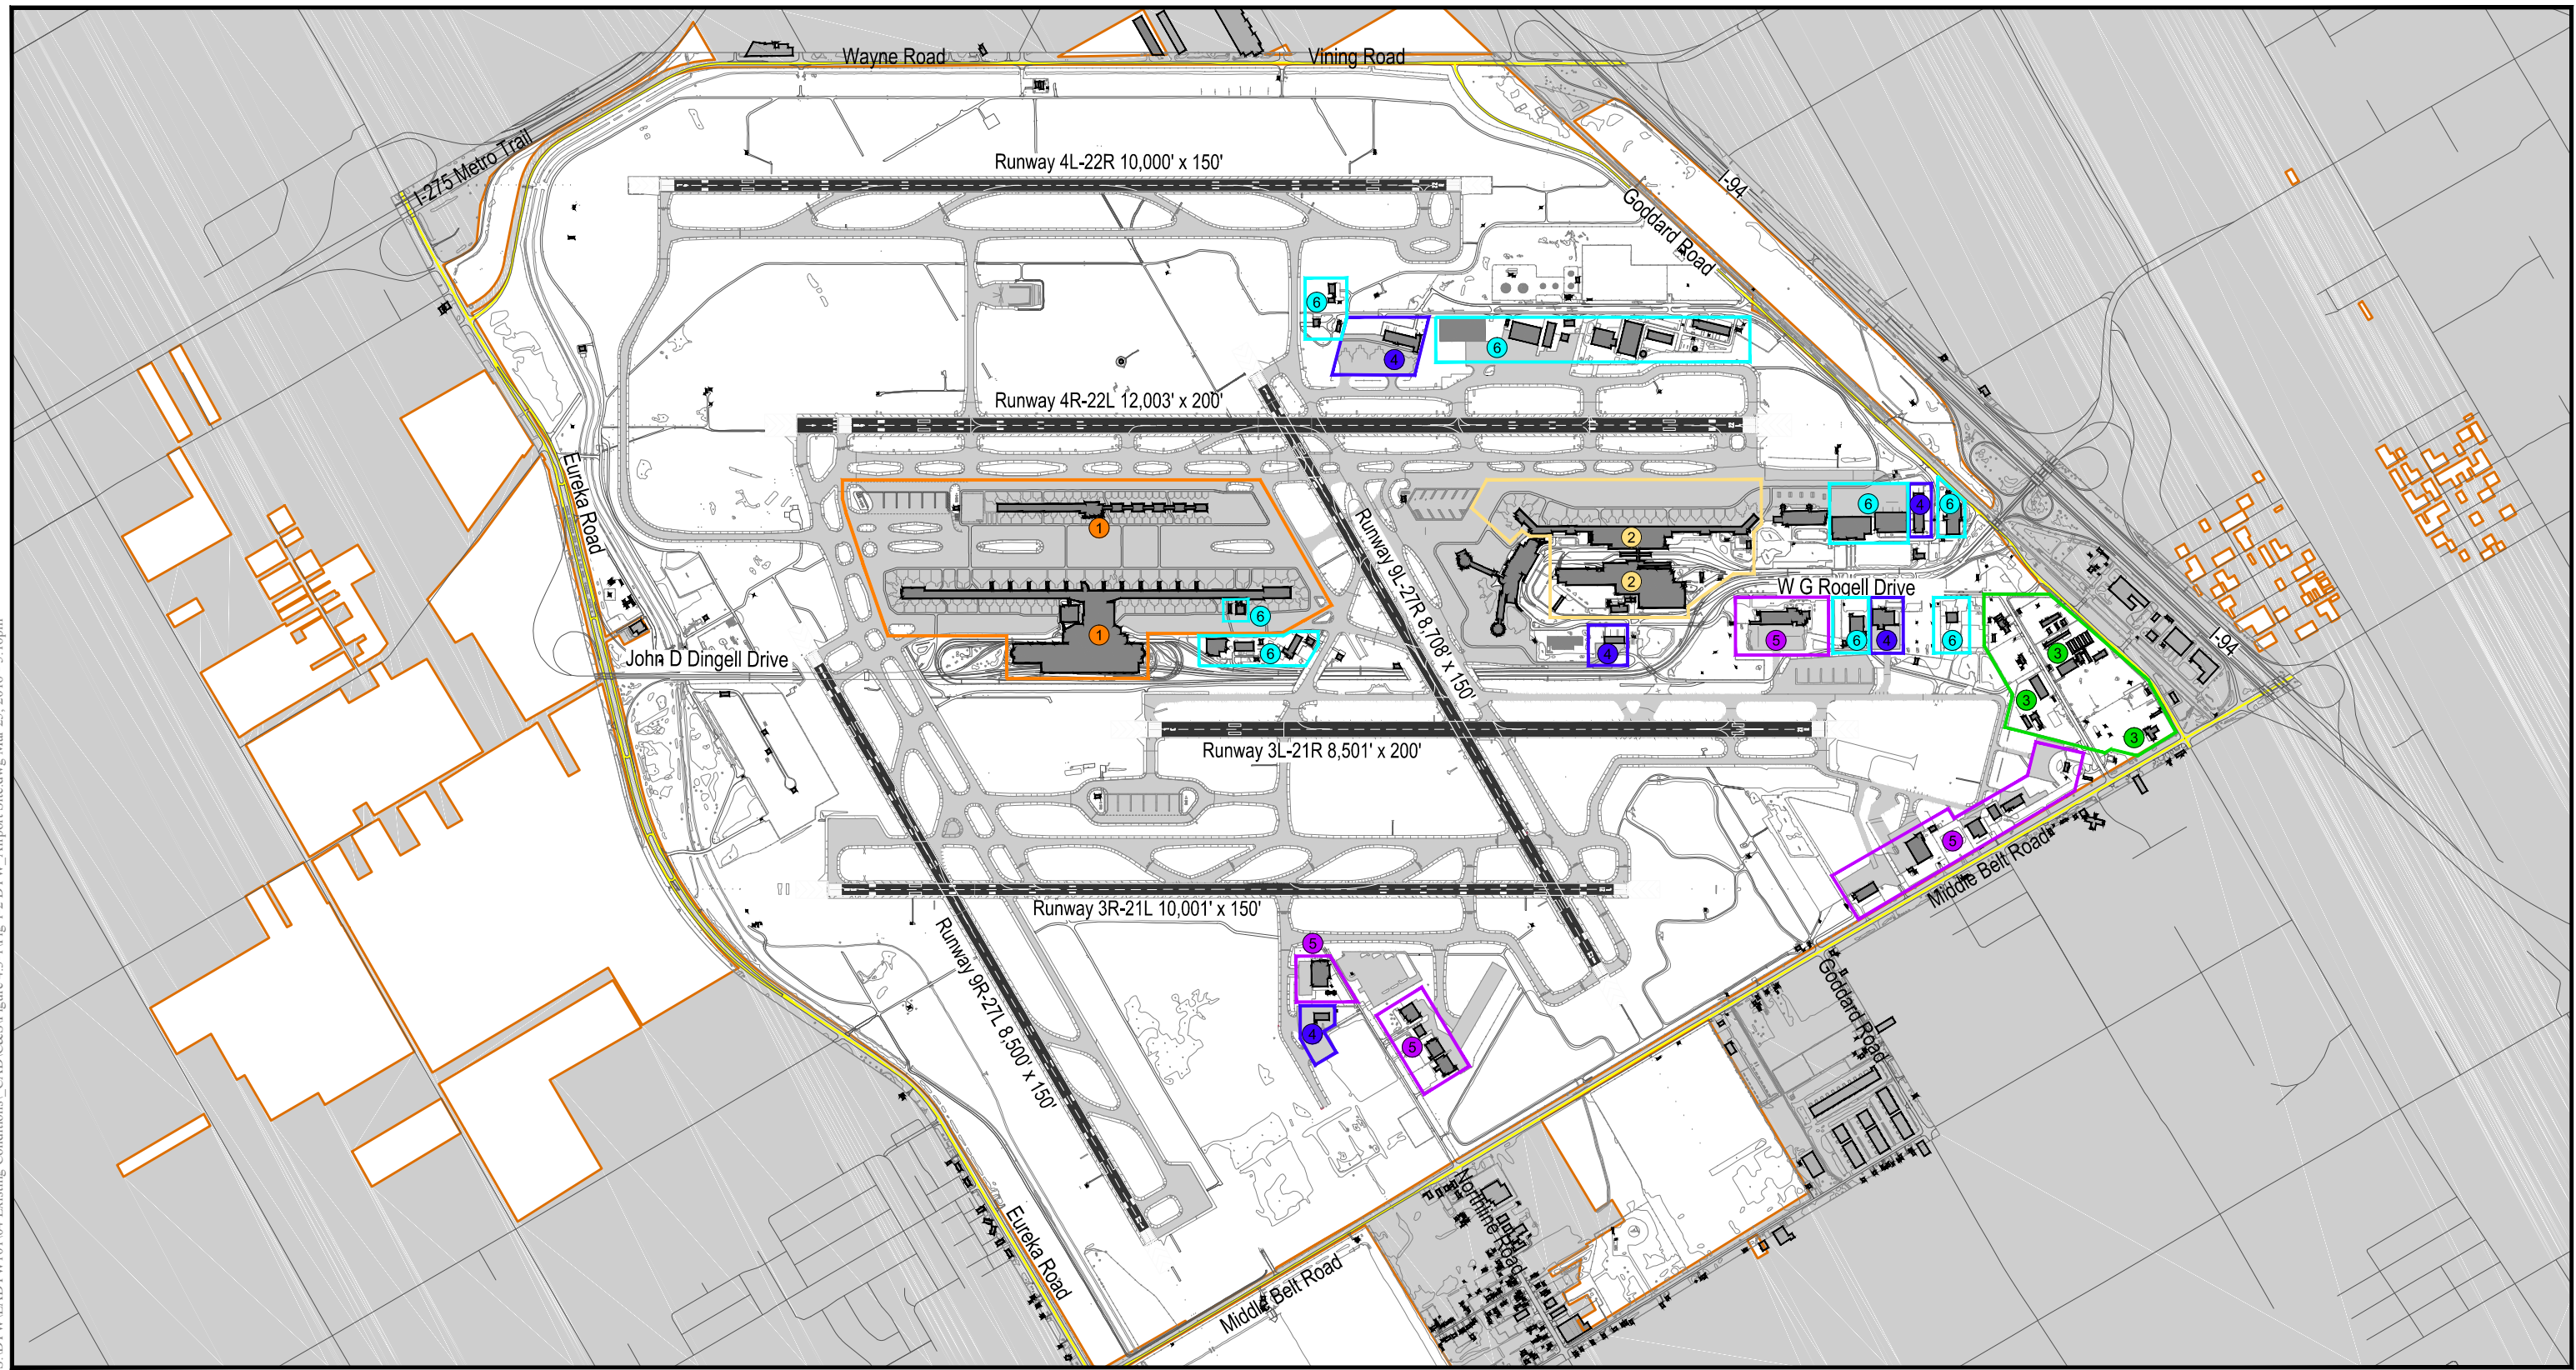 Wayne Road
Vining Road
I-275 Metro Trail
Runway 4L-22R 10,000' x 150'
I-94
Goddard Road
6
4
6
Runway 4R-22L 12,003' x 200'
Eureka Road
1
2
6
4
6
Runway 9L-27R 8,708' x 150'
2
W G Rogell Drive
6
1
6
4
5
6
4
6
3
I-94
John D Dingell Drive
3
3
Runway 3L-21R 8,501' x 200'
5
Middle Belt Road
Runway 3R-21L 10,001' x 150'
Runway 9R-27L 8,500' x 150'
5
4
5
Goddard Road
Northline Road
Eureka Road
Middle Belt Road